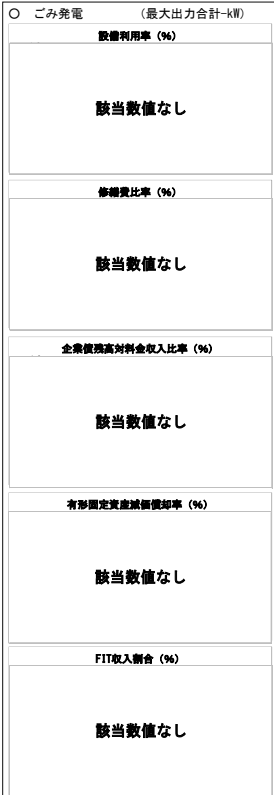 ○ ごみ発電 (最大出力合計-kW)
設備利用率（%）
該当数値なし
修繕費比率（%）
該当数値なし
企業債残高対料金収入比率（%）
該当数値なし
有形固定資産減価償却率（%）
該当数値なし
FIT収入割合（%）
該当数値なし